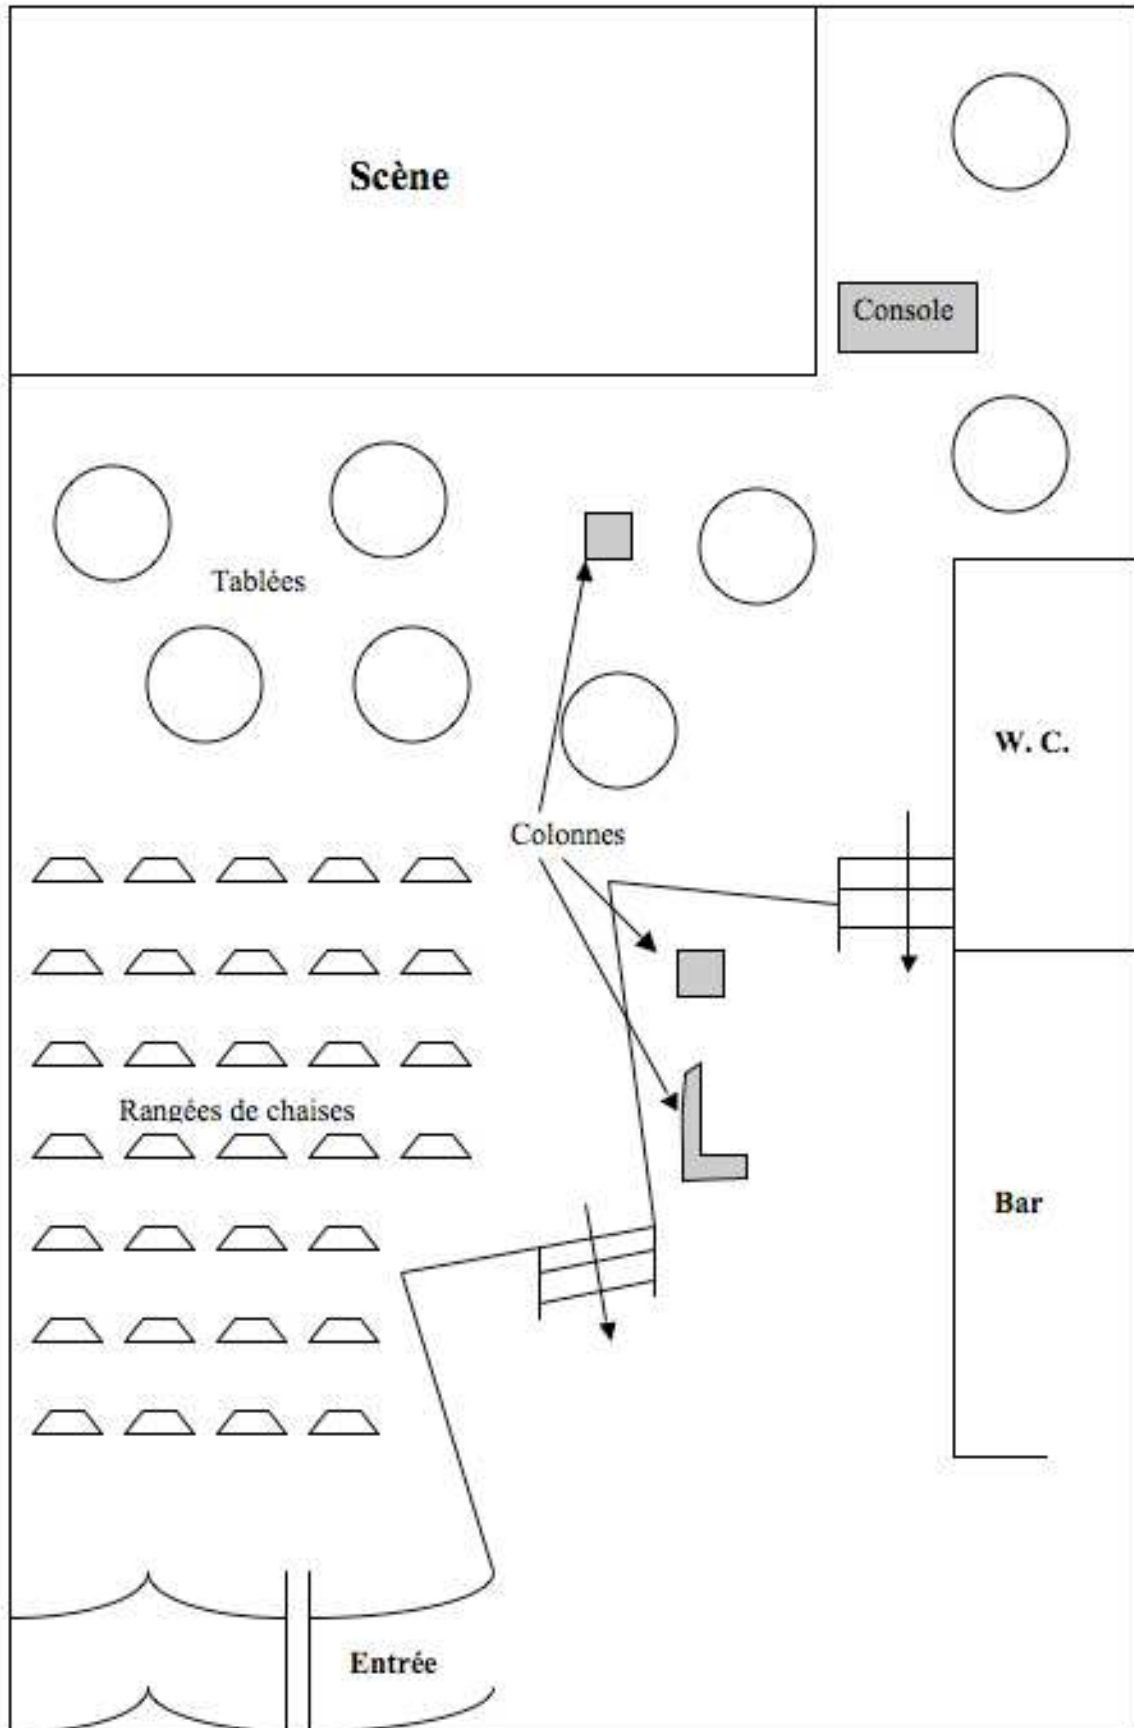 Scène
Console
Tablées
W. C.
Colonnes
Rangées de chaises
Bar
Entrée